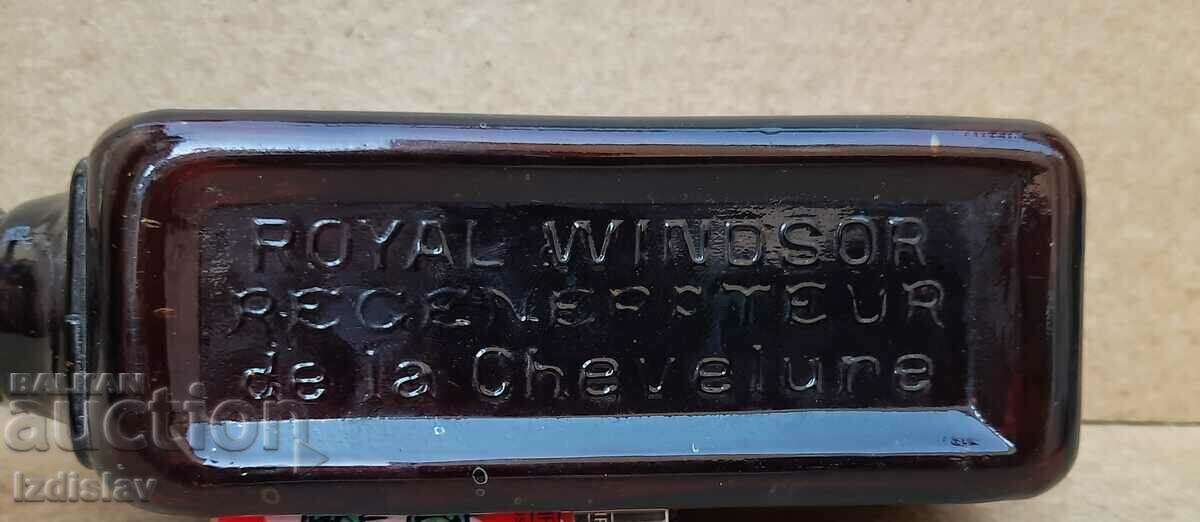 ROYAL WINDSOR
REGENERATEUR
de la Chevelure
BALKAN
auction
Izdislav